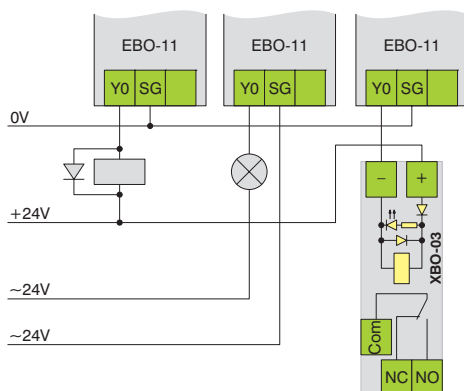 EBO-11 EBO-11 EBO-11
Y0 SG Y0 SG Y0 SG
0V
− +
+24V
XBO-03
~24V
~24V
Com
NC NO